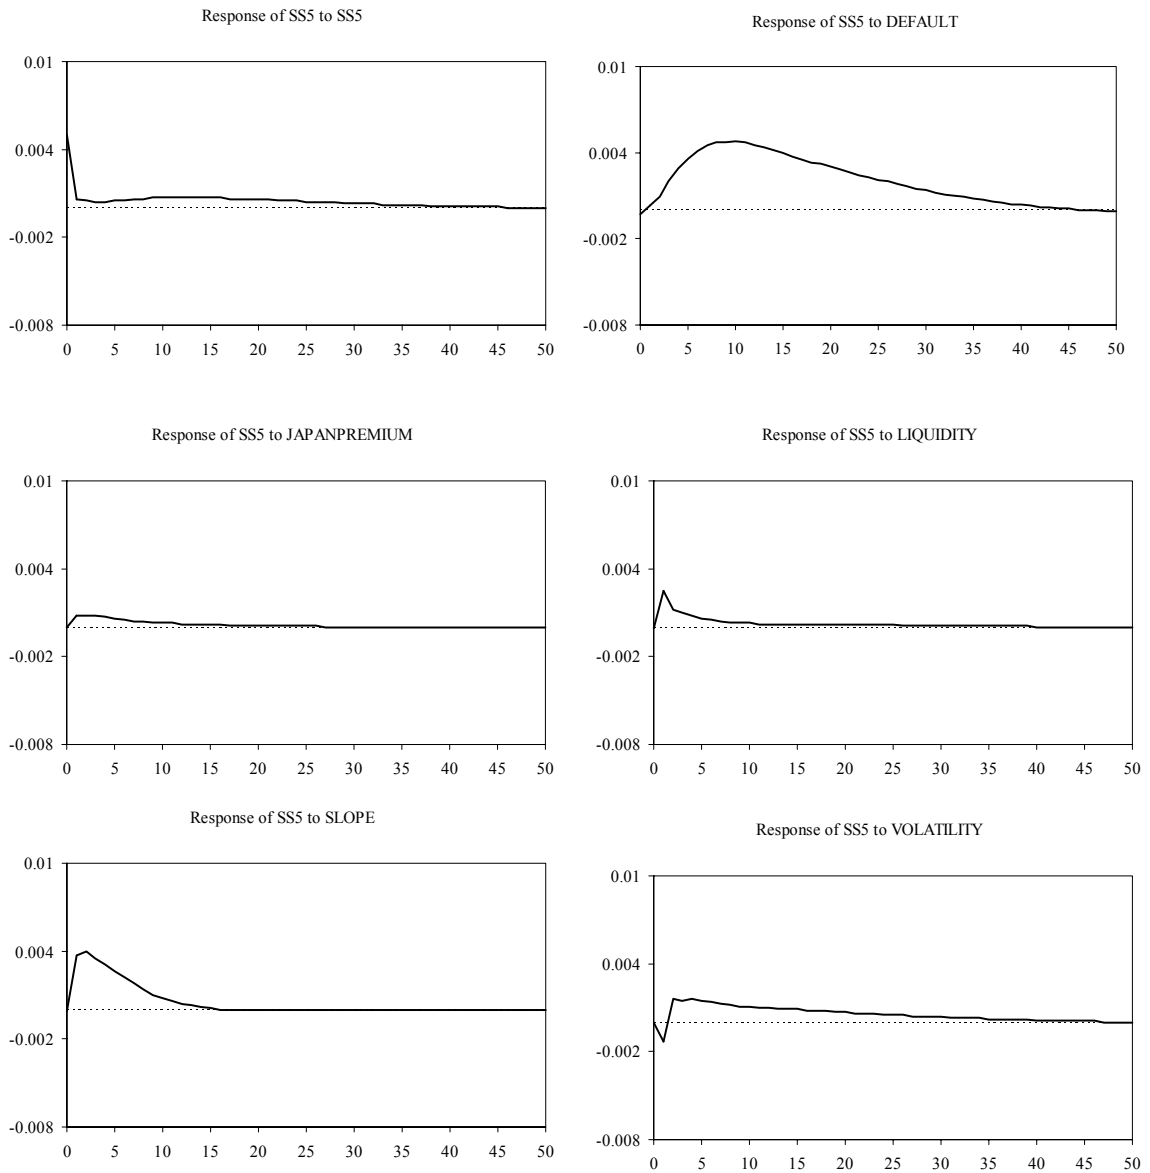 Response of SS5 to SS5
0.01
0.004
-0.002
-0.008
0 5 10 15 20 25 30 35 40 45 50
Response of SS5 to DEFAULT
0.01
0.004
-0.002
-0.008
0 5 10 15 20 25 30 35 40 45 50
Response of SS5 to JAPANPREMIUM
0.01
0.004
-0.002
-0.008
0 5 10 15 20 25 30 35 40 45 50
Response of SS5 to LIQUIDITY
0.01
0.004
-0.002
-0.008
0 5 10 15 20 25 30 35 40 45 50
Response of SS5 to SLOPE
0.01
0.004
-0.002
-0.008
0 5 10 15 20 25 30 35 40 45 50
Response of SS5 to VOLATILITY
0.01
0.004
-0.002
-0.008
0 5 10 15 20 25 30 35 40 45 50